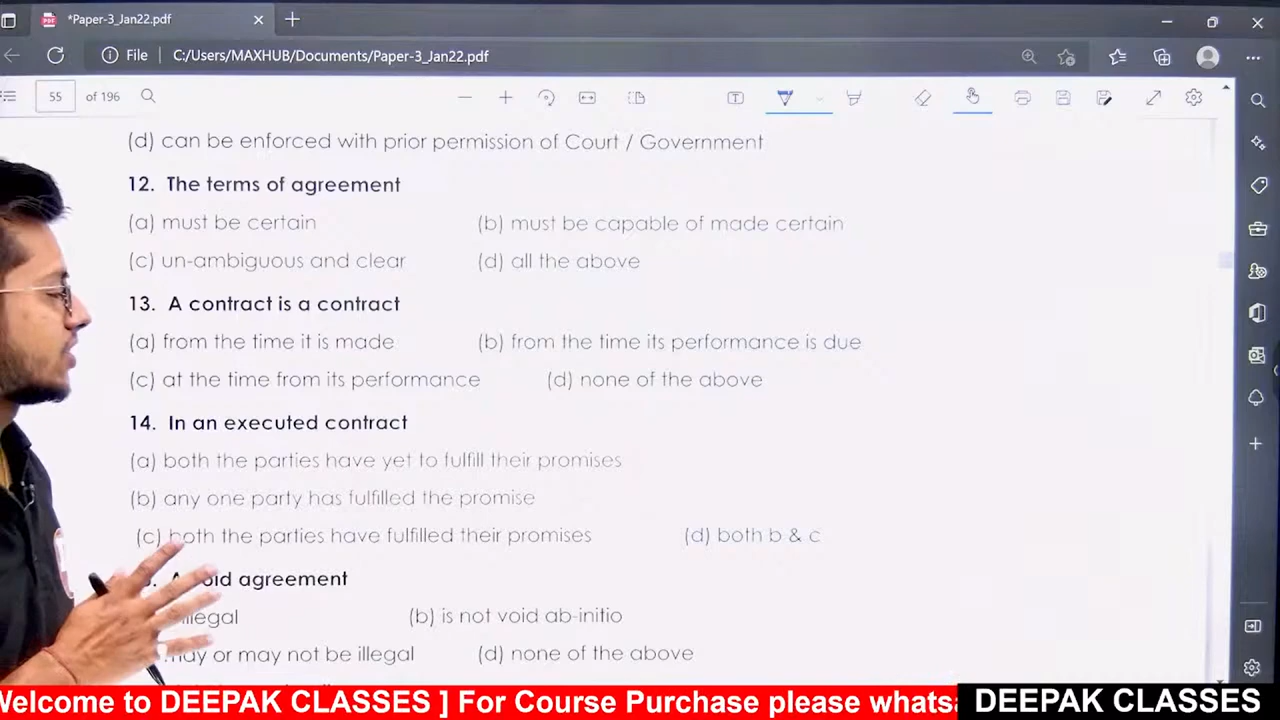 *Paper-3_Jan22.pdf
File C:/Users/MAXHUB/Documents/Paper-3_Jan22.pdf
55 of 196
(d) can be enforced with prior permission of Court / Government
12. The terms of agreement
(a) must be certain (b) must be capable of made certain
(c) un-ambiguous and clear (d) all the above
13. A contract is a contract
(a) from the time it is made (b) from the time its performance is due
(c) at the time from its performance (d) none of the above
14. In an executed contract
(a) both the parties have yet to fulfill their promises
(b) any one party has fulfilled the promise
(c) both the parties have fulfilled their promises (d) both b & c
agreement
illegal (b) is not void ab-initio
may or may not be illegal (d) none of the above
Welcome to DEEPAK CLASSES ] For Course Purchase please whatsa DEEPAK CLASSES